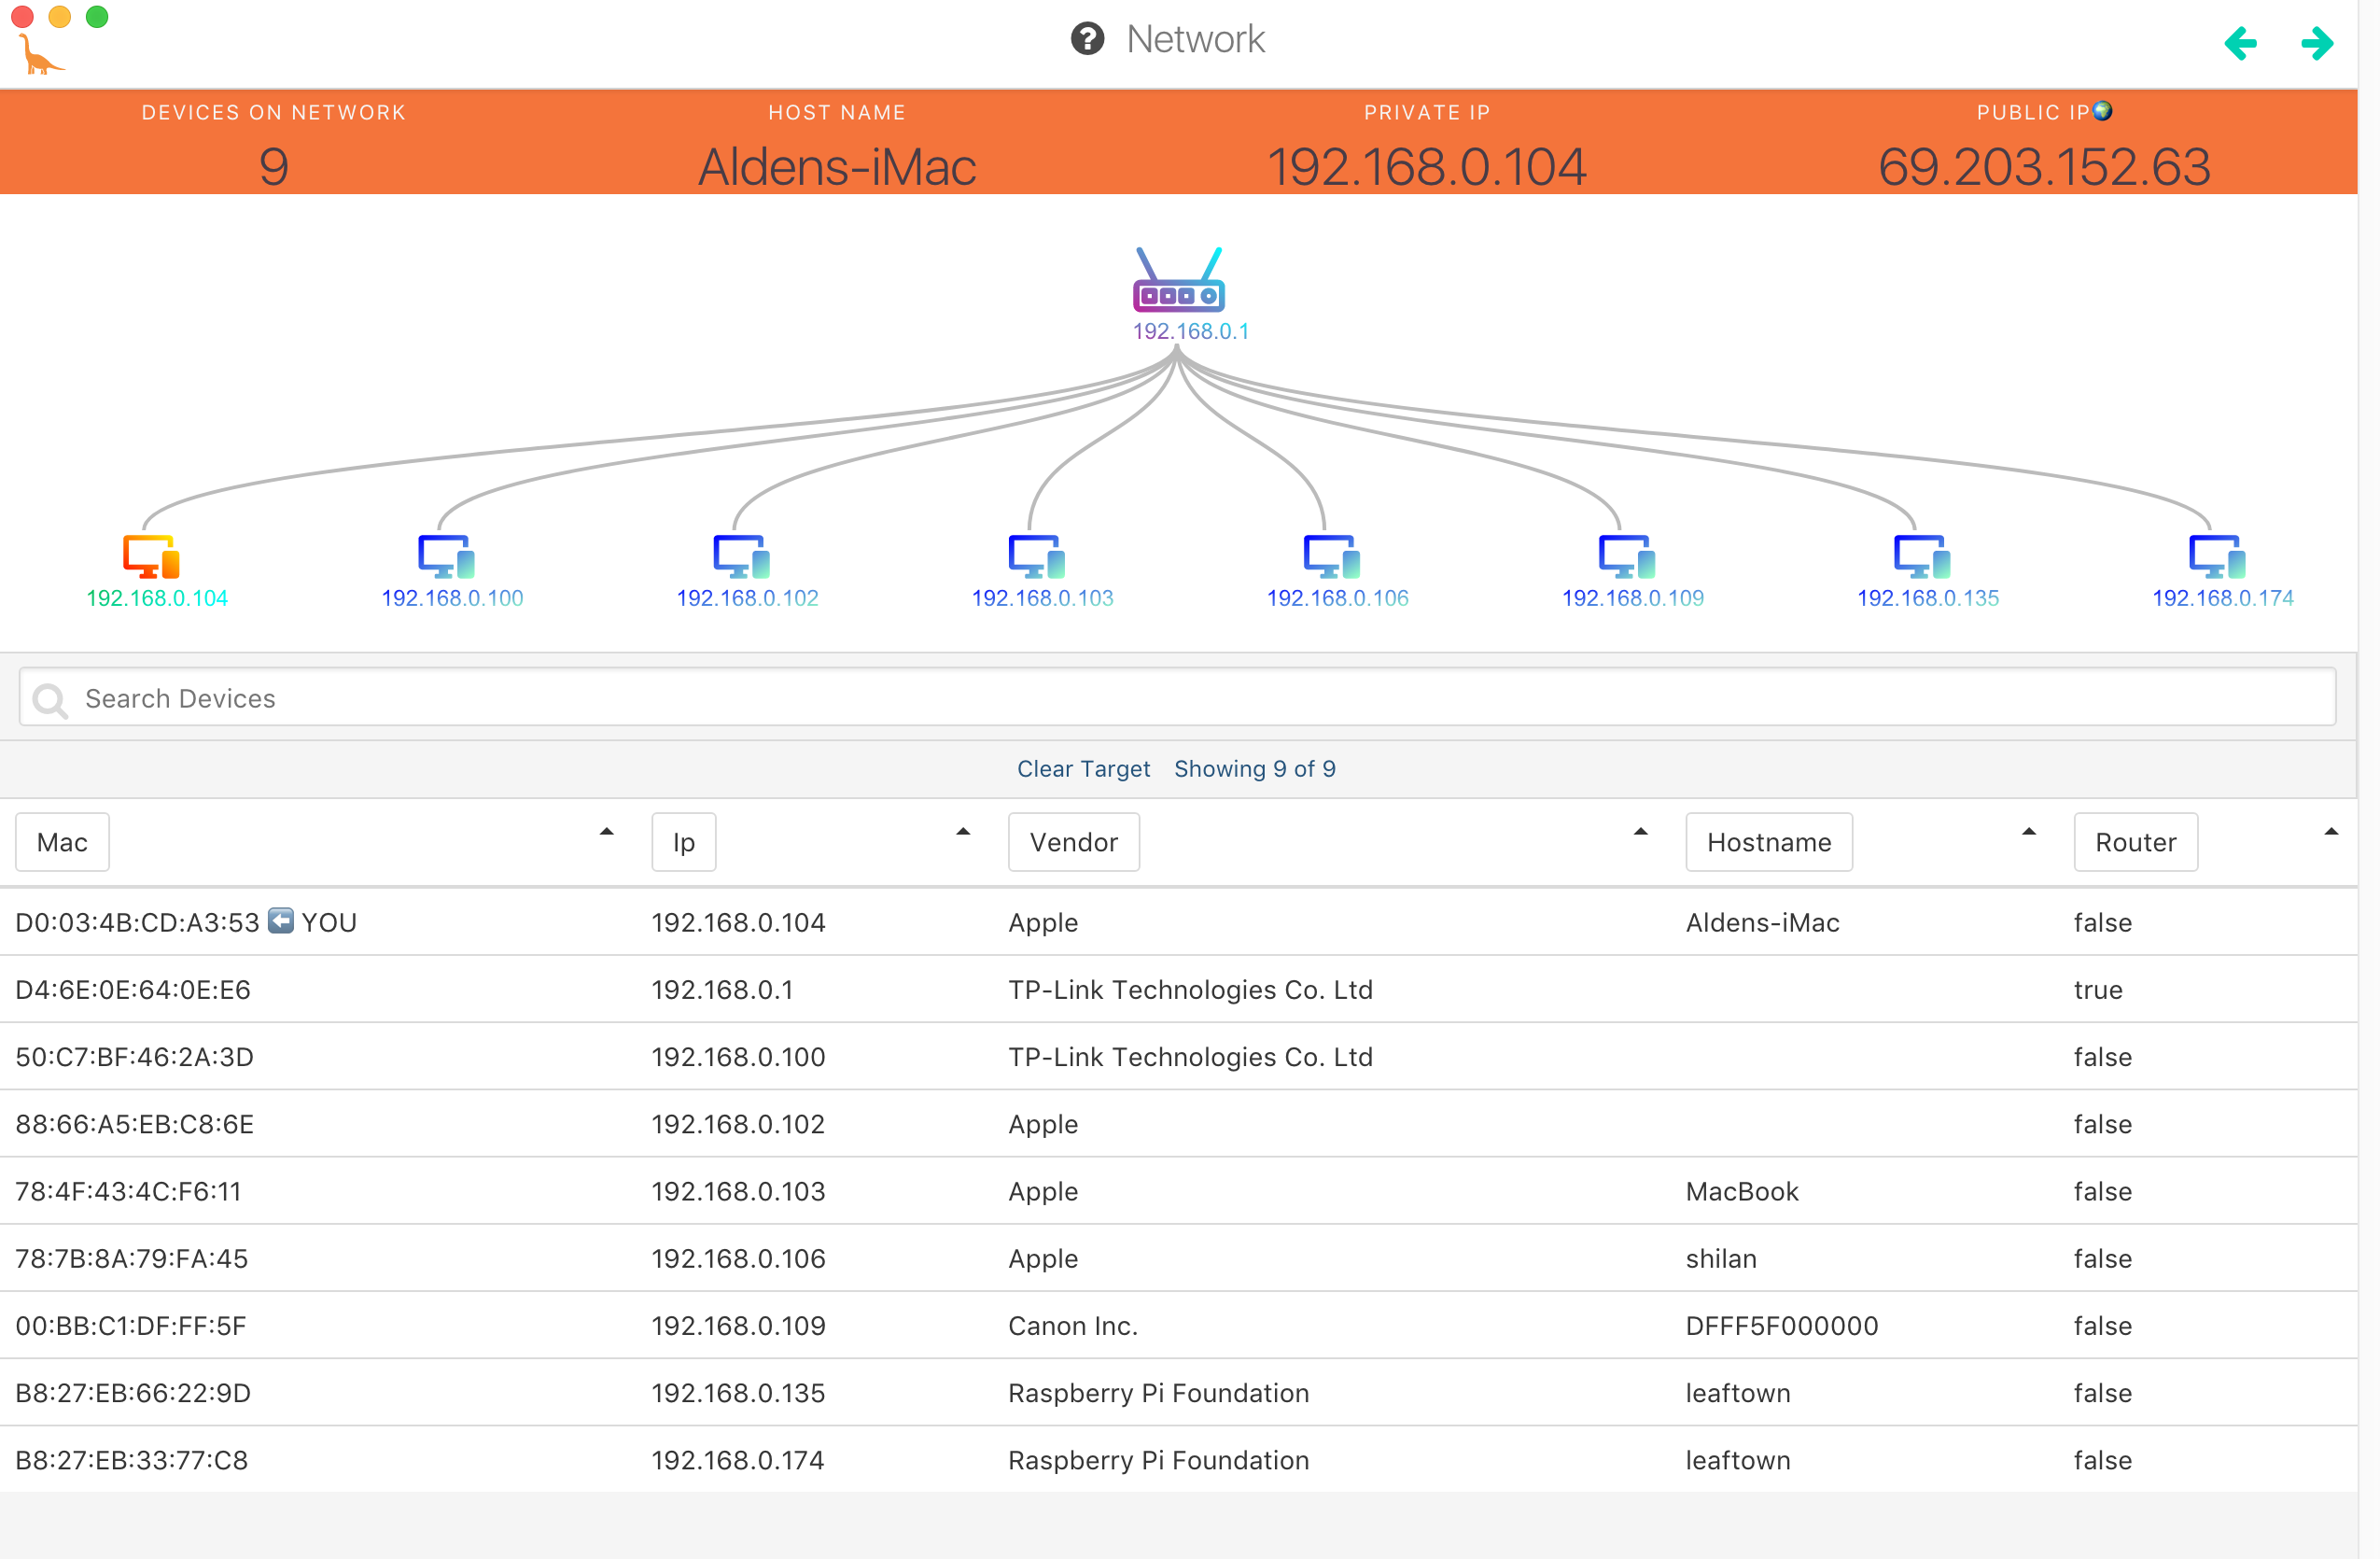 Network
DEVICES ON NETWORK HOST NAME PRIVATE IP PUBLIC IP
9 Aldens-iMac 192.168.0.104 69.203.152.63
192.168.0.1
192.168.0.104 192.168.0.100 192.168.0.102 192.168.0.103 192.168.0.106 192.168.0.109 192.168.0.135 192.168.0.174
Search Devices
Clear Target Showing 9 of 9
Mac Ip Vendor Hostname Router
D0:03:4B:CD:A3:53 ⬅️ YOU 192.168.0.104 Apple Aldens-iMac false
D4:6E:0E:64:0E:E6 192.168.0.1 TP-Link Technologies Co. Ltd true
50:C7:BF:46:2A:3D 192.168.0.100 TP-Link Technologies Co. Ltd false
88:66:A5:EB:C8:6E 192.168.0.102 Apple false
78:4F:43:4C:F6:11 192.168.0.103 Apple MacBook false
78:7B:8A:79:FA:45 192.168.0.106 Apple shilan false
00:BB:C1:DF:FF:5F 192.168.0.109 Canon Inc. DFFF5F000000 false
B8:27:EB:66:22:9D 192.168.0.135 Raspberry Pi Foundation leaftown false
B8:27:EB:33:77:C8 192.168.0.174 Raspberry Pi Foundation leaftown false